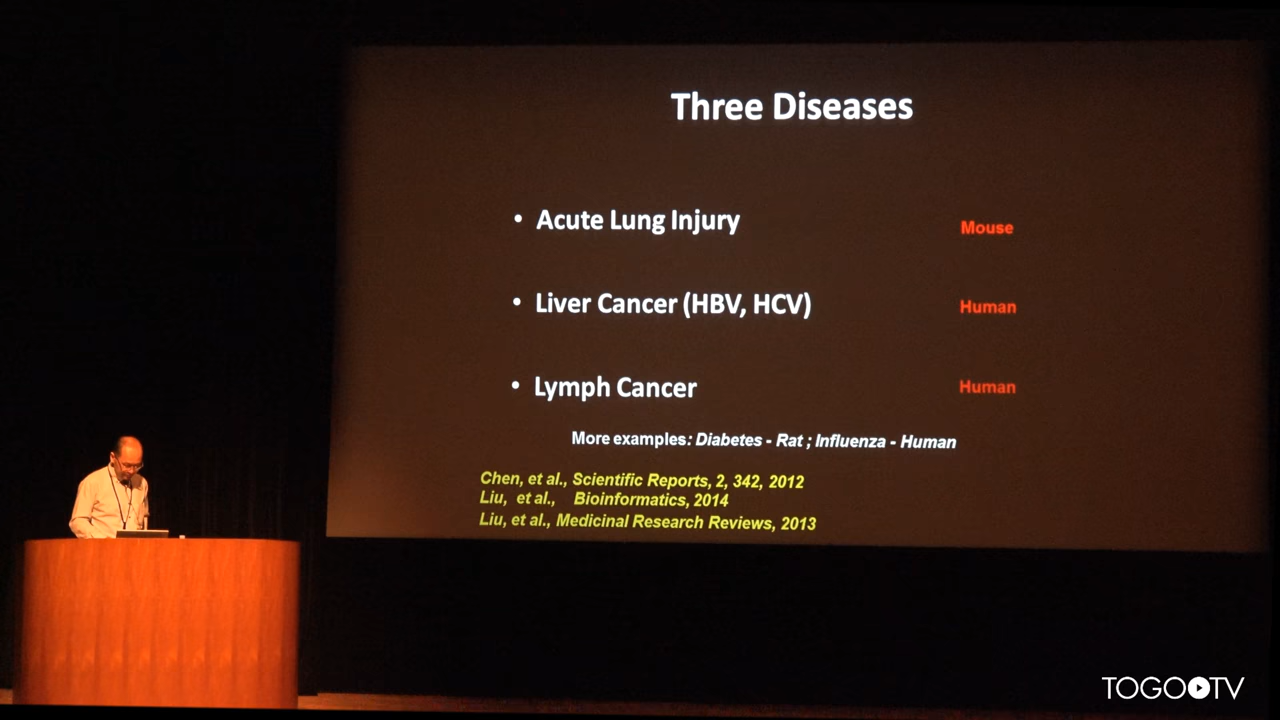 Three Diseases
• Acute Lung Injury
Mouse
• Liver Cancer (HBV, HCV)
Human
• Lymph Cancer
Human
More examples: Diabetes - Rat ; Influenza - Human
Chen, et al., Scientific Reports, 2, 342, 2012
Liu, et al., Bioinformatics, 2014
Liu, et al., Medicinal Research Reviews, 2013
TOGOTV